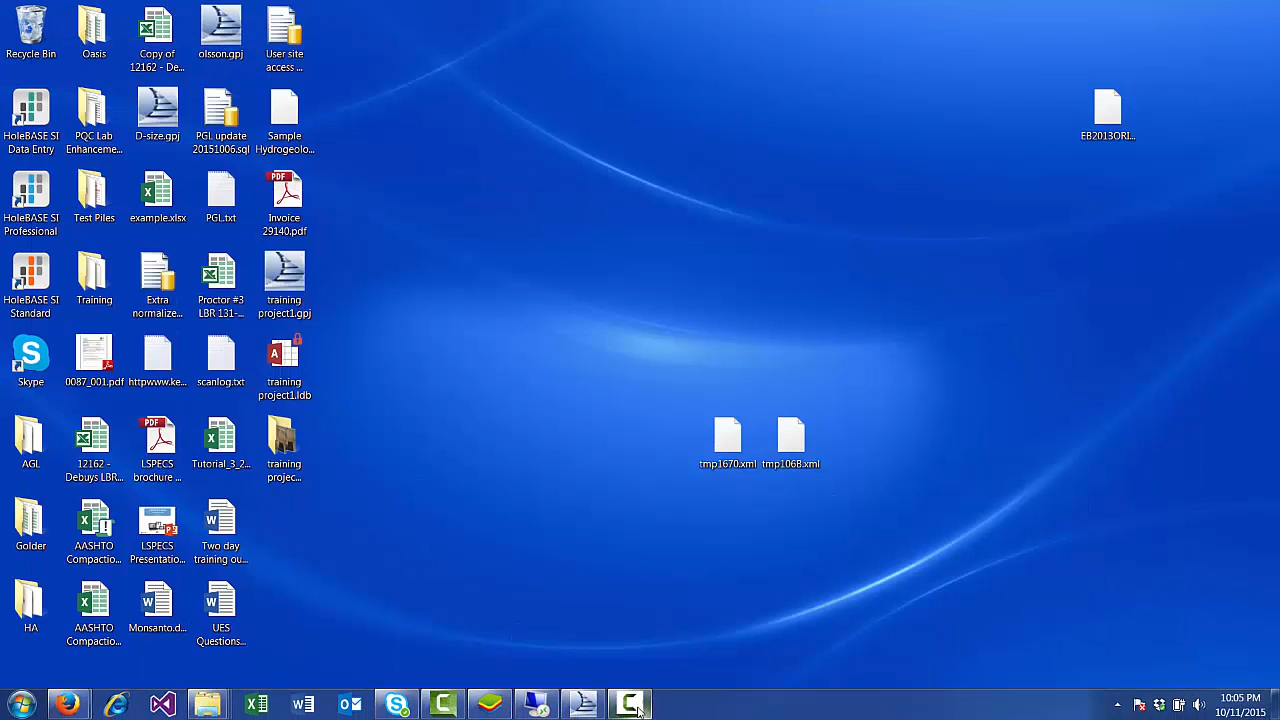 Recycle Bin
Oasis
Copy of
12162 - De...
olsson.gpj
User site
access ...
EB2013ORI...
HoleBASE SI
Data Entry
PQC Lab
Enhanceme...
D-size.gpj
PGL update
20151006.sql
Sample
Hydrogeolo...
HoleBASE SI
Professional
Test Piles
example.xlsx
PGL.txt
PDF
Invoice
29140.pdf
HoleBASE SI
Standard
Training
Extra
normalize...
Proctor #3
LBR 131-...
training
project1.gpj
Skype
0087_001.pdf
httpwww.ke...
scanlog.txt
training
project1.ldb
AGL
12162 -
Debuys LBR...
PDF
LSPECS
brochure ...
Tutorial_3_2...
training
projec...
tmp1670.xml
tmp106B.xml
Golder
AASHTO
Compactio...
LSPECS
Presentatio...
Two day
training ou...
HA
AASHTO
Compactio...
Monsanto.d...
UES
Questions...
10:05 PM
10/11/2015